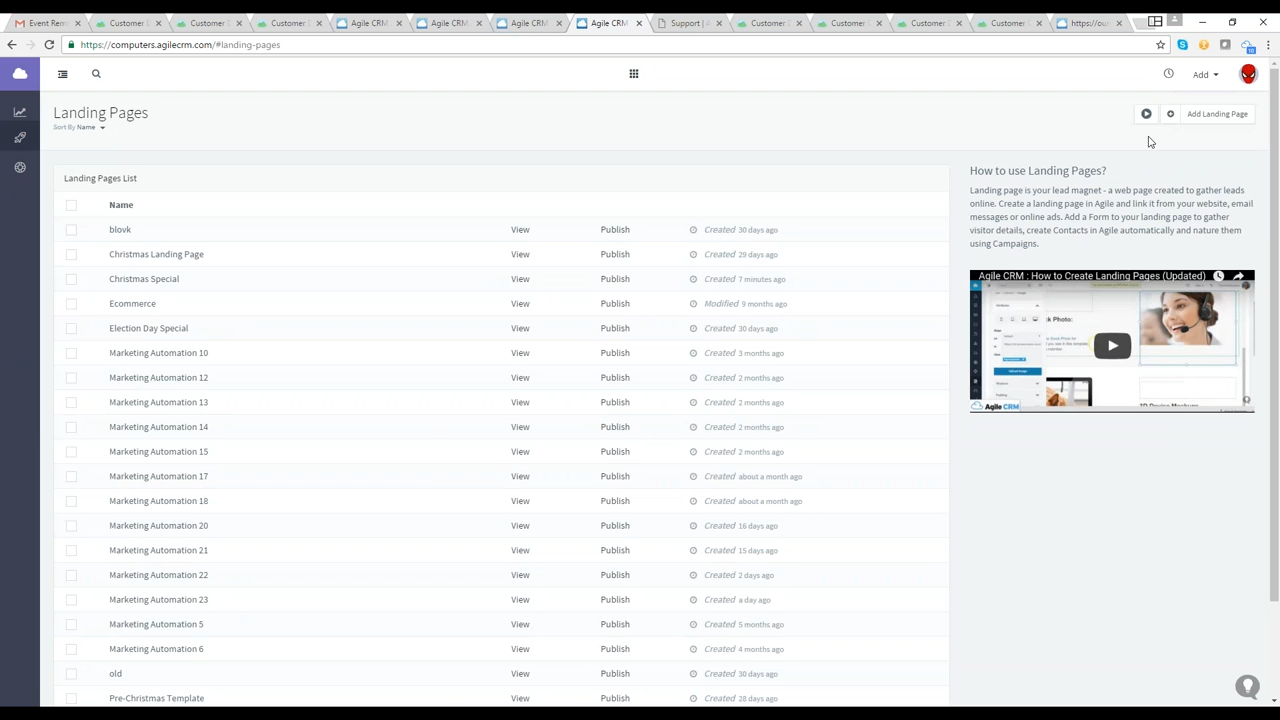 Event Rem
Customer
Customer
Customer
Agile CRM
Agile CRM
Agile CRM
Agile CRM
Support |
Customer
Customer
Customer
Customer
https://ou
https://computers.agilecrm.com/#landing-pages
Add
Landing Pages
Sort By Name
Add Landing Page
Landing Pages List
Name
blovk View Publish Created 30 days ago
Christmas Landing Page View Publish Created 29 days ago
Christmas Special View Publish Created 7 minutes ago
Ecommerce View Publish Modified 9 months ago
Election Day Special View Publish Created 30 days ago
Marketing Automation 10 View Publish Created 3 months ago
Marketing Automation 12 View Publish Created 2 months ago
Marketing Automation 13 View Publish Created 2 months ago
Marketing Automation 14 View Publish Created 2 months ago
Marketing Automation 15 View Publish Created 2 months ago
Marketing Automation 17 View Publish Created about a month ago
Marketing Automation 18 View Publish Created about a month ago
Marketing Automation 20 View Publish Created 16 days ago
Marketing Automation 21 View Publish Created 15 days ago
Marketing Automation 22 View Publish Created 2 days ago
Marketing Automation 23 View Publish Created a day ago
Marketing Automation 5 View Publish Created 5 months ago
Marketing Automation 6 View Publish Created 4 months ago
old View Publish Created 30 days ago
Pre-Christmas Template View Publish Created 28 days ago
How to use Landing Pages?
Landing page is your lead magnet - a web page created to gather leads
online. Create a landing page in Agile and link it from your website, email
messages or online ads. Add a Form to your landing page to gather
visitor details, create Contacts in Agile automatically and nature them
using Campaigns.
Agile CRM : How to Create Landing Pages (Updated)
ck Photo:
Agile CRM